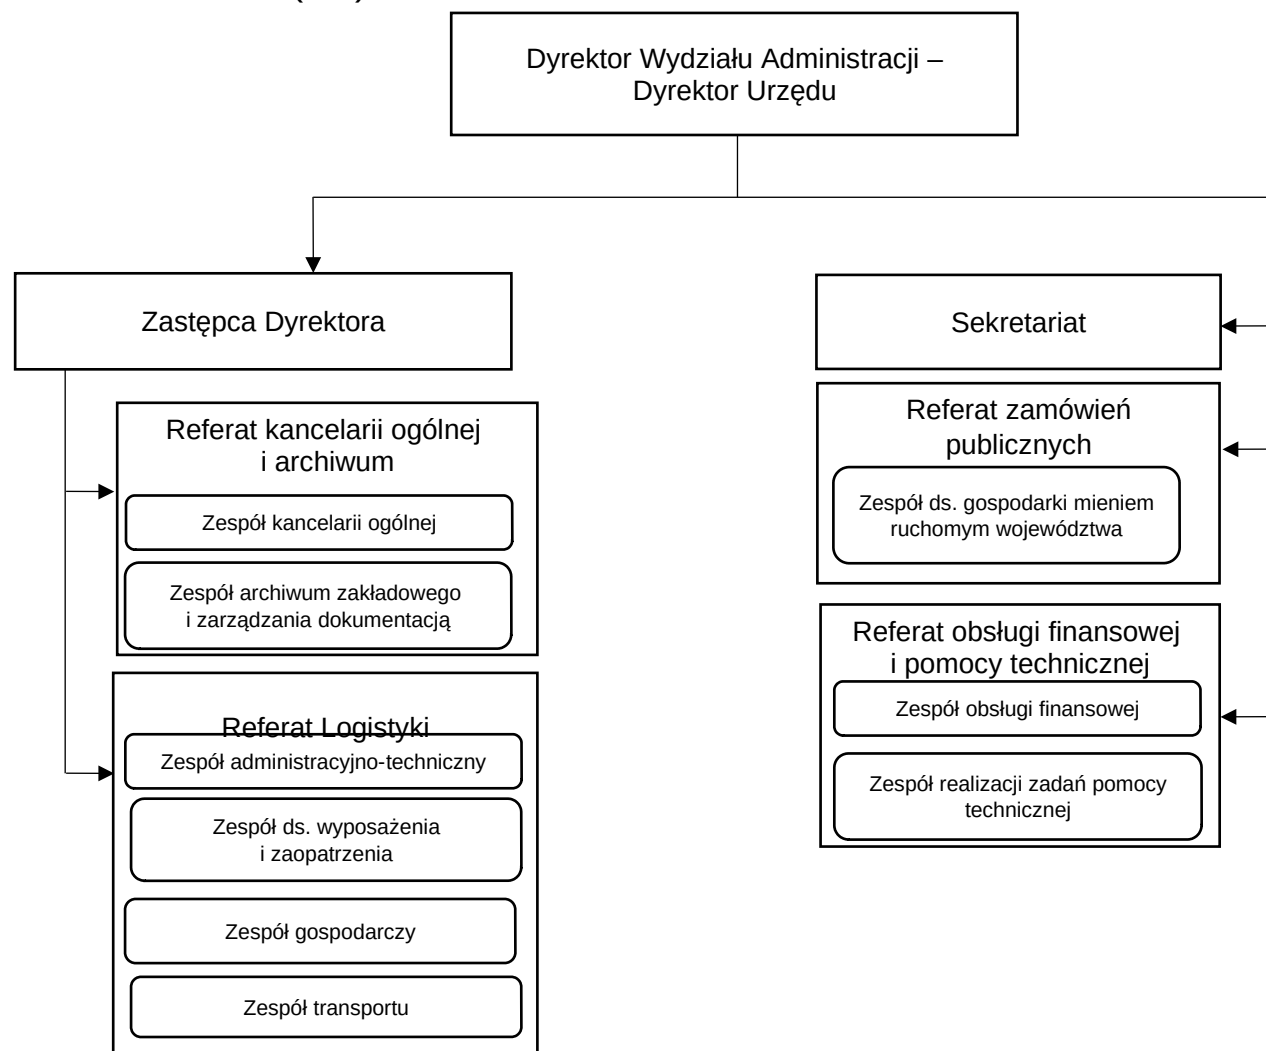 Dyrektor Wydziału Administracji –
Dyrektor Urzędu
Zastępca Dyrektora
Referat kancelarii ogólnej
i archiwum
Zespół kancelarii ogólnej
Zespół archiwum zakładowego
i zarządzania dokumentacją
Referat Logistyki
Zespół administracyjno-techniczny
Zespół ds. wyposażenia
i zaopatrzenia
Zespół gospodarczy
Zespół transportu
Sekretariat
Referat zamówień
publicznych
Zespół ds. gospodarki mieniem
ruchomym województwa
Referat obsługi finansowej
i pomocy technicznej
Zespół obsługi finansowej
Zespół realizacji zadań pomocy
technicznej